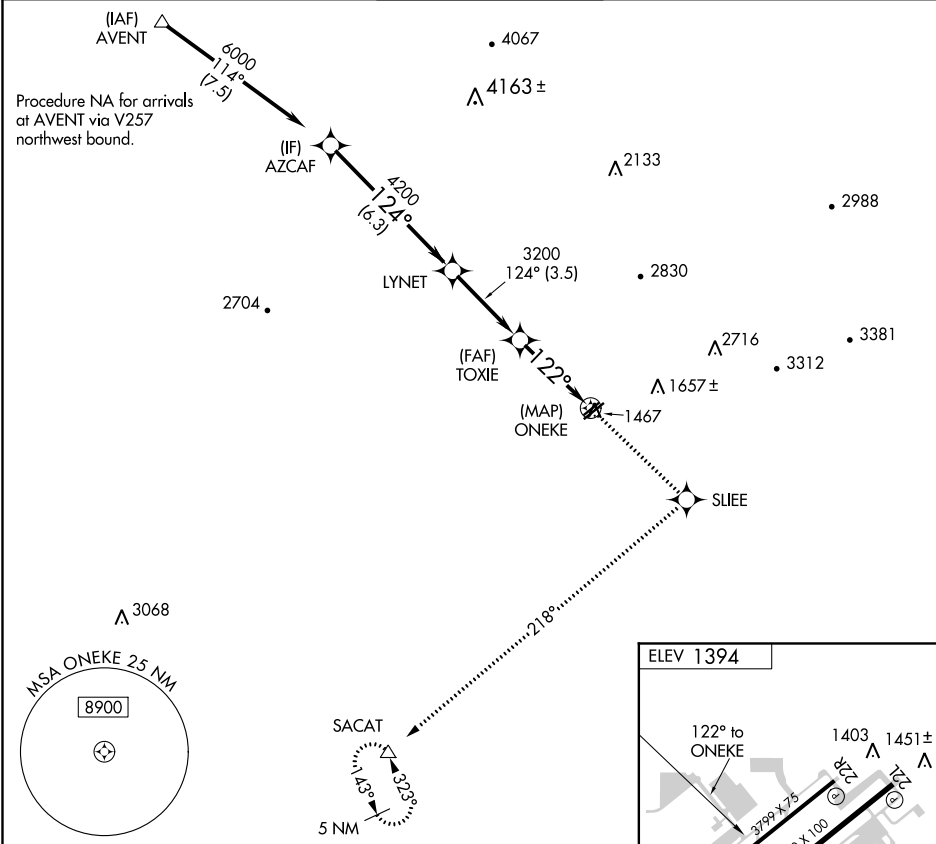 (IAF)
AVENT
6000
114°
(7.5)
4067
4163 ±
Procedure NA for arrivals
at AVENT via V257
northwest bound.
(IF)
AZCAF
2133
4200
124°
(6.3)
2988
3200
124° (3.5)
2830
LYNET
2704
2716
3381
3312
(FAF)
TOXIE
122°
1657 ±
(MAP)
ONEKE
1467
SLIEE
218°
3068
MSA ONEKE 25 NM
8900
SACAT
143°
323°
5 NM
ELEV 1394
122° to
ONEKE
1403
1451 ±
22R
22L
P
P
3799 X 75
X 100